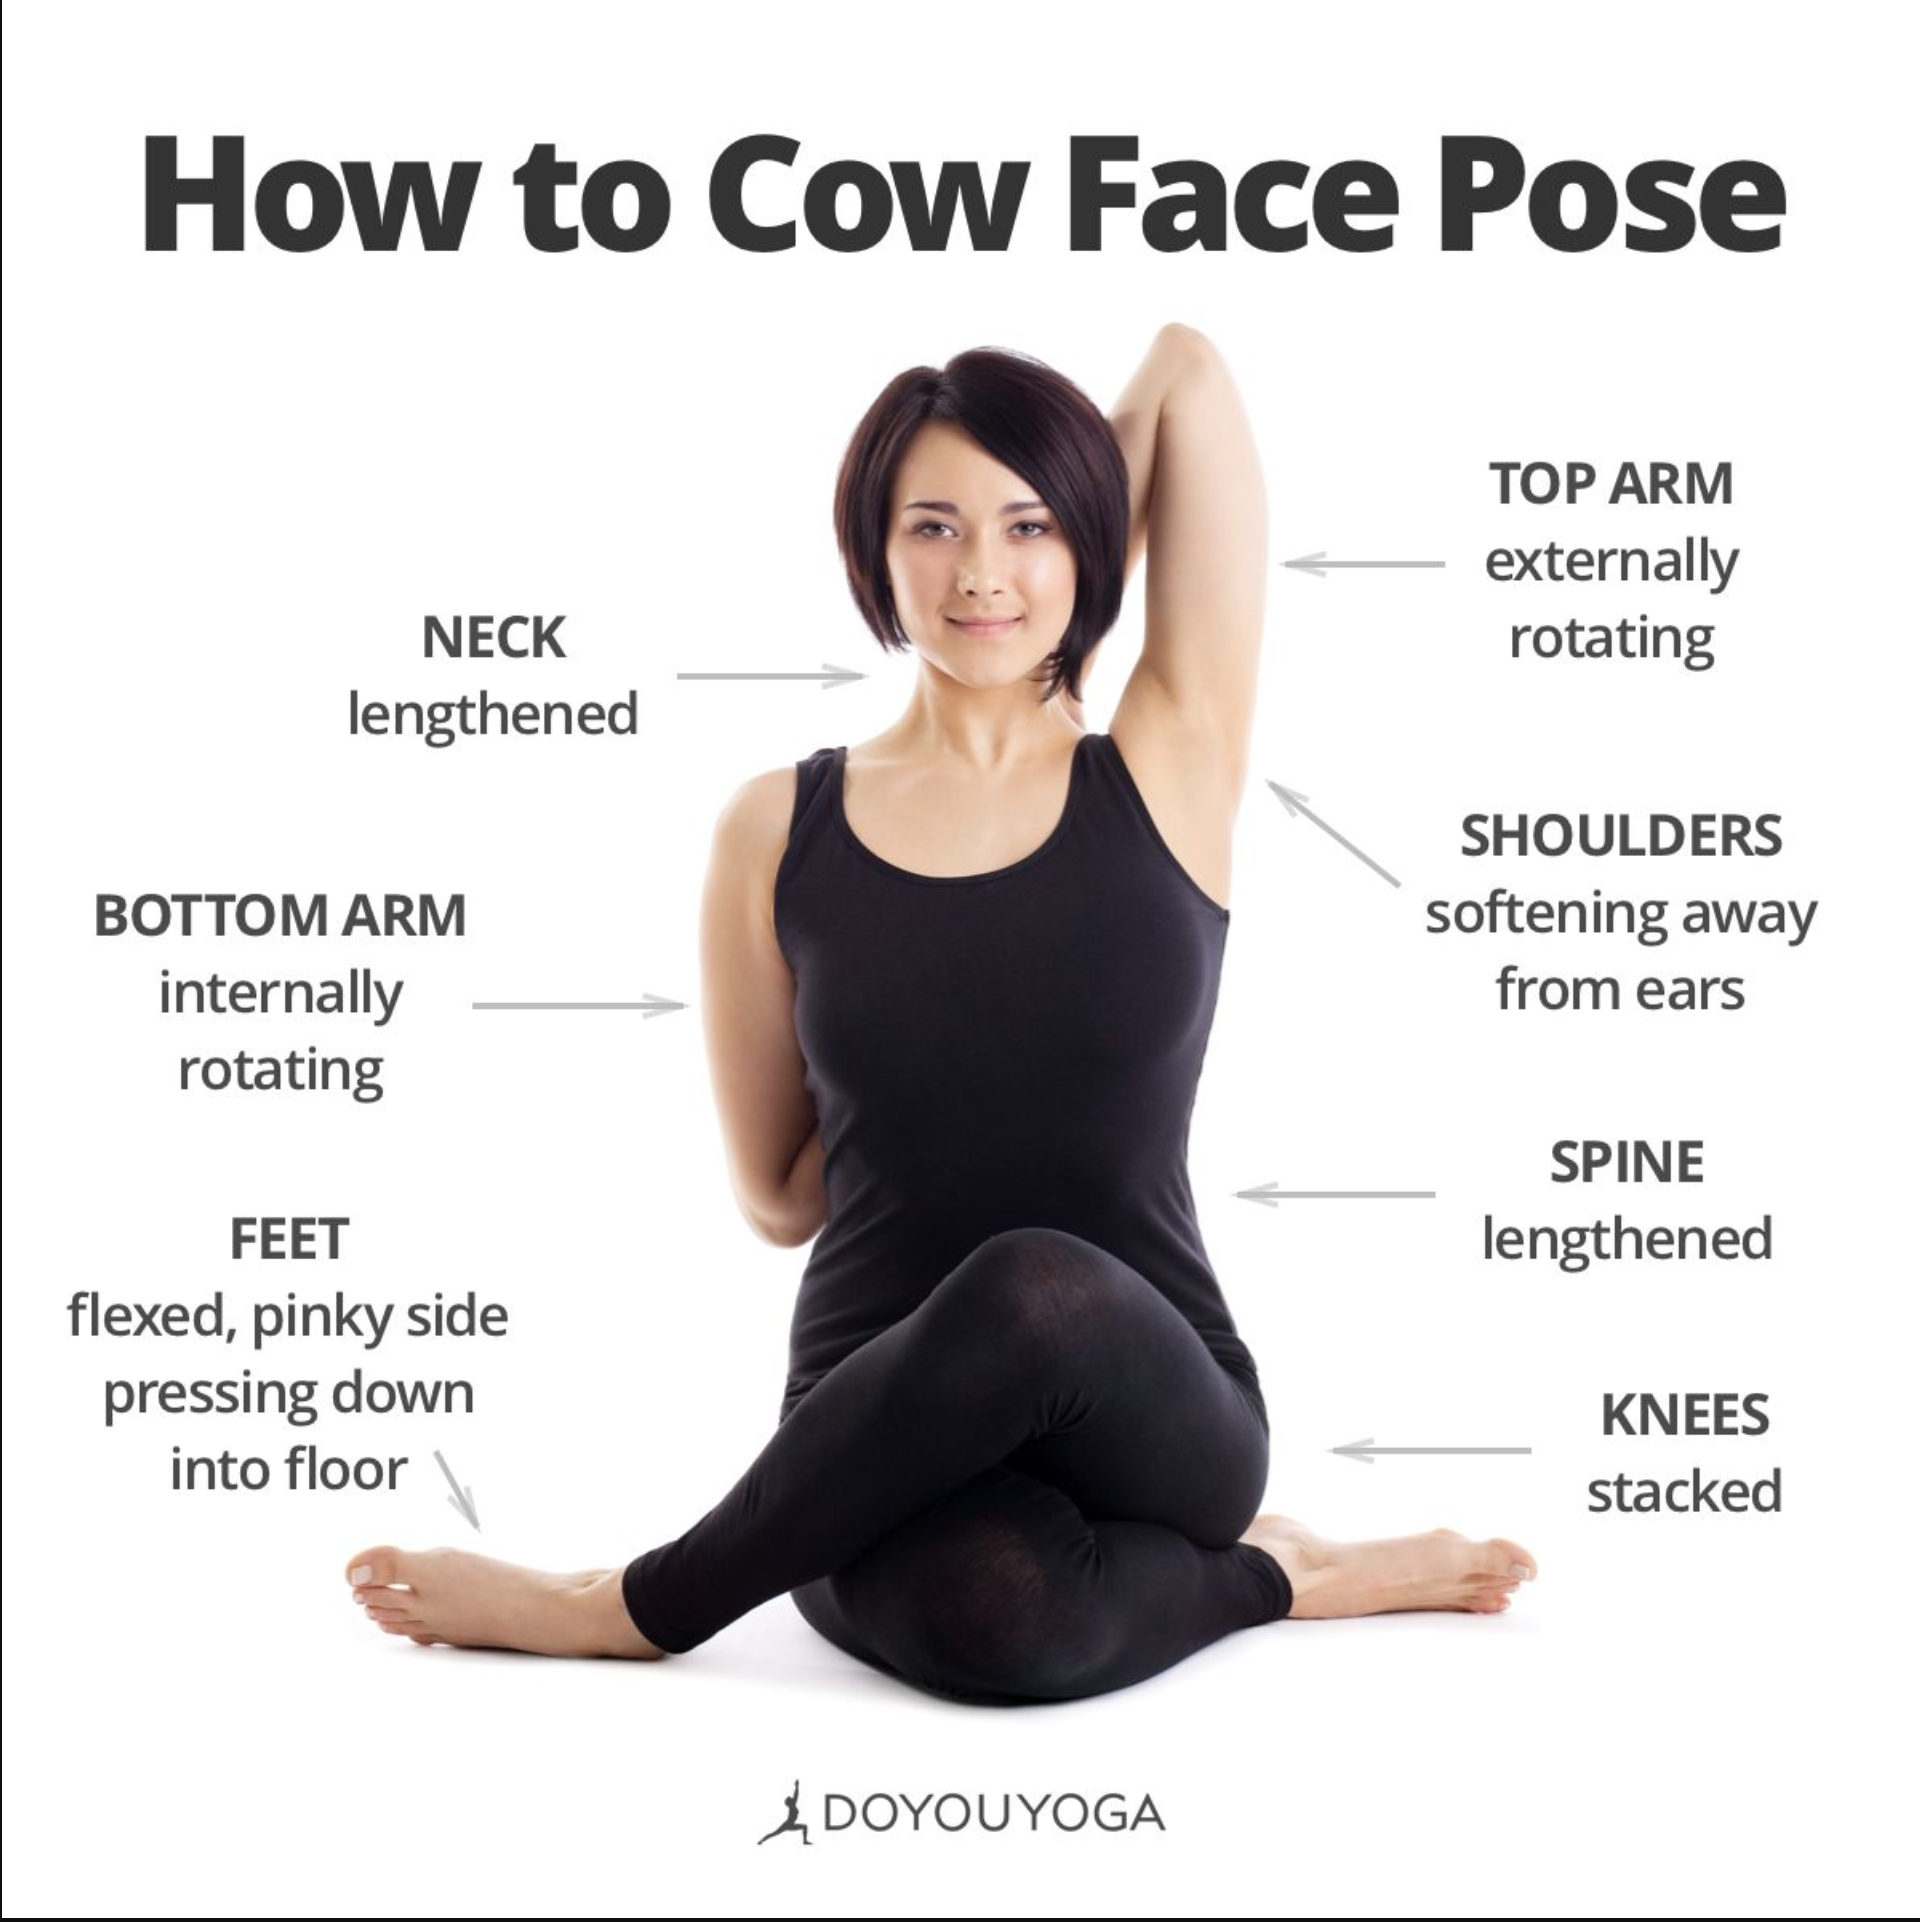 How to Cow Face Pose
NECK
lengthened
BOTTOM ARM
internally
rotating
FEET
flexed, pinky side
pressing down
into floor
TOP ARM
externally
rotating
SHOULDERS
softening away
from ears
SPINE
lengthened
KNEES
stacked
DOYOUYOGA